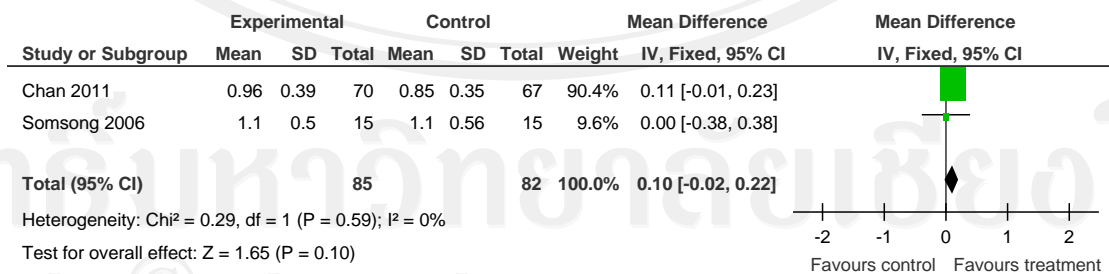 Experimental Control Mean Difference Mean Difference
Study or Subgroup Mean SD Total Mean SD Total Weight IV, Fixed, 95% CI IV, Fixed, 95% CI
Chan 2011 0.96 0.39 70 0.85 0.35 67 90.4% 0.11 [-0.01, 0.23]
Somsong 2006 1.1 0.5 15 1.1 0.56 15 9.6% 0.00 [-0.38, 0.38]
Total (95% CI) 85 82 100.0% 0.10 [-0.02, 0.22]
Heterogeneity: Chi² = 0.29, df = 1 (P = 0.59); I² = 0%
Test for overall effect: Z = 1.65 (P = 0.10)
-2 -1 0 1 2
Favours control Favours treatment